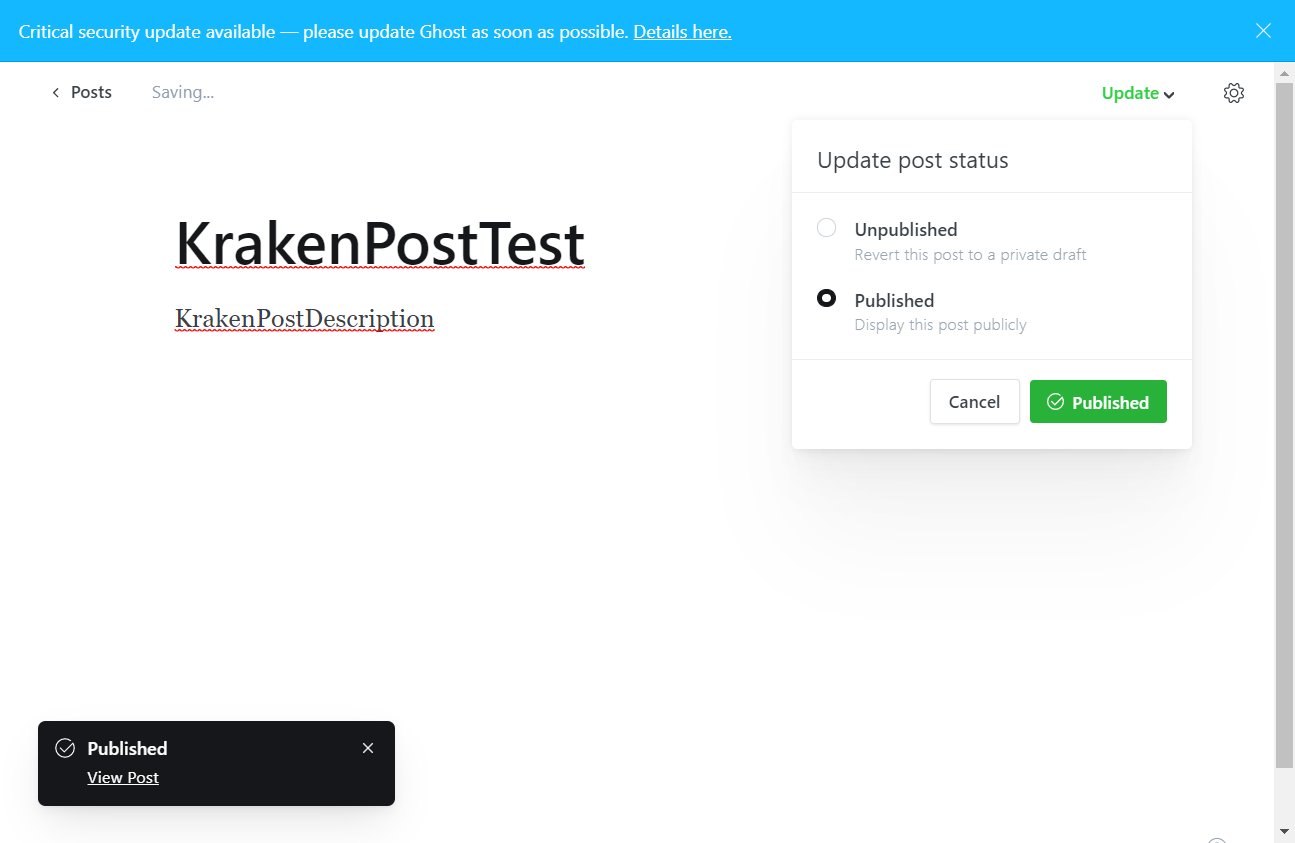 Critical security update available — please update Ghost as soon as possible. Details here.
Posts
Saving...
Update
Update post status
Unpublished
Revert this post to a private draft
Published
Display this post publicly
Cancel
Published
KrakenPostTest
KrakenPostDescription
Published
View Post